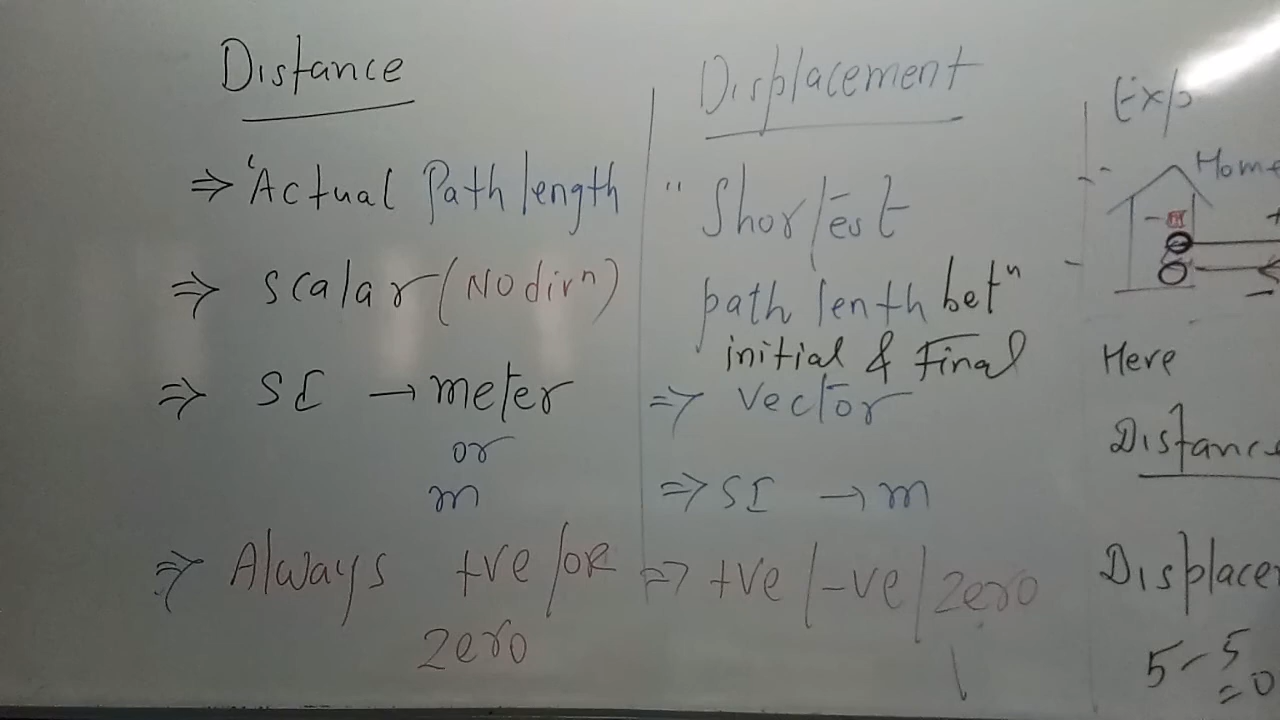 Distance
⇒ 'Actual Path length
⇒ Scalar (No dirⁿ)
⇒ SI → meter
or
m
⇒ Always +ve/or
zero
Displacement
" Shortest
path lenth betⁿ
initial & Final
⇒ Vector
⇒ SI → m
⇒ +ve/-ve/zero
Exp
Home
Here
Distance
Displace
5-5
=0